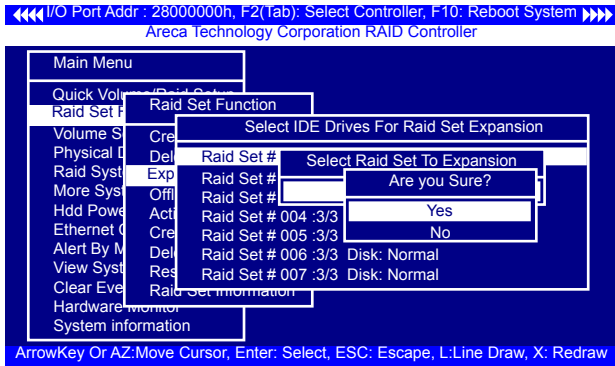 I/O Port Addr : 28000000h, F2(Tab): Select Controller, F10: Reboot System
Areca Technology Corporation RAID Controller
Main Menu
Quick Volume/Raid Setup
Raid Set F
Volume S
Physical D
Raid Syst
More Syst
Hdd Powe
Ethernet C
Alert By M
View Syst
Clear Eve
Hardware Monitor
System information
Raid Set Function
Cre
Del
Exp
Offl
Acti
Cre
Del
Res
Raid Set Information
Select IDE Drives For Raid Set Expansion
Raid Set #
Raid Set #
Raid Set #
Raid Set # 004 :3/3
Raid Set # 005 :3/3
Raid Set # 006 :3/3 Disk: Normal
Raid Set # 007 :3/3 Disk: Normal
Select Raid Set To Expansion
Are you Sure?
Yes
No
ArrowKey Or AZ:Move Cursor, Enter: Select, ESC: Escape, L:Line Draw, X: Redraw